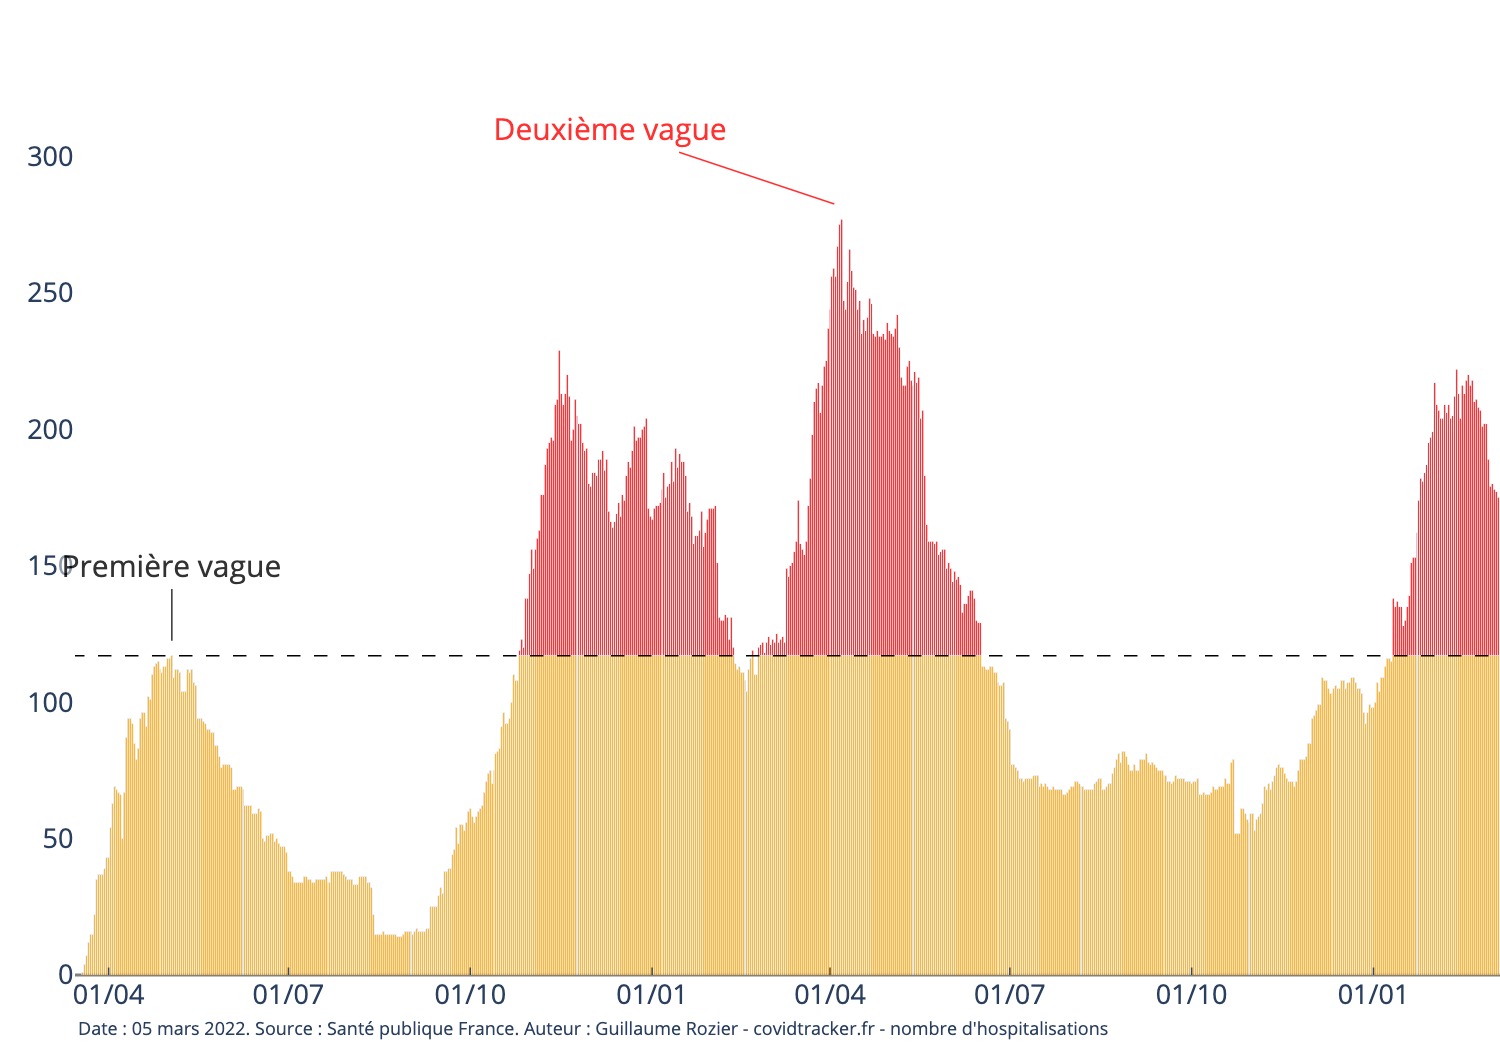 Deuxième vague
300
250
200
150
Première vague
100
50
0
01/04 01/07 01/10 01/01 01/04 01/07 01/10 01/01
Date : 05 mars 2022. Source : Santé publique France. Auteur : Guillaume Rozier - covidtracker.fr - nombre d'hospitalisations